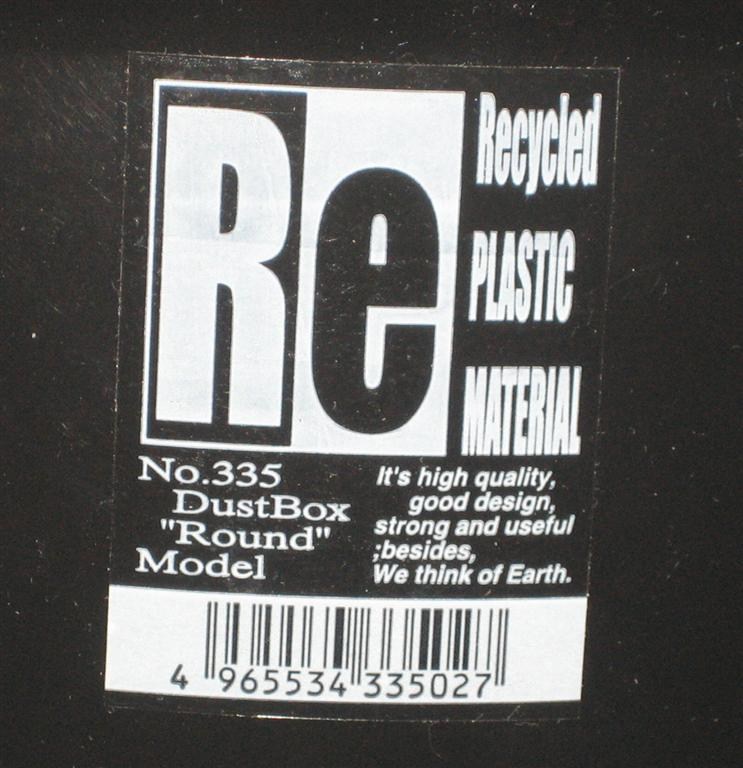 Re
Recycled
PLASTIC
MATERIAL
No.335
DustBox
"Round"
Model
It's high quality,
good design,
strong and useful
;besides,
We think of Earth.
4 965534 335027